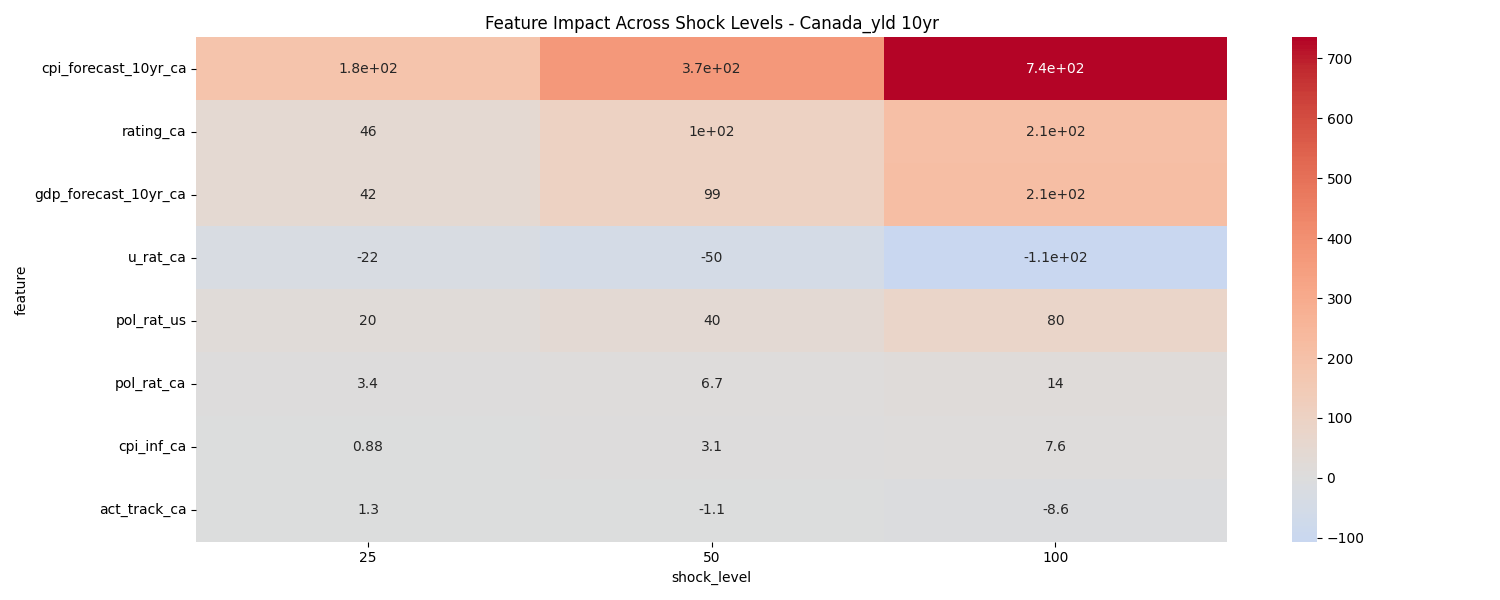 Feature Impact Across Shock Levels - Canada_yld 10yr
feature
cpi_forecast_10yr_ca 1.8e+02 3.7e+02 7.4e+02
rating_ca 46 1e+02 2.1e+02
gdp_forecast_10yr_ca 42 99 2.1e+02
u_rat_ca -22 -50 -1.1e+02
pol_rat_us 20 40 80
pol_rat_ca 3.4 6.7 14
cpi_inf_ca 0.88 3.1 7.6
act_track_ca 1.3 -1.1 -8.6
25 50 100
shock_level
700
600
500
400
300
200
100
0
−100